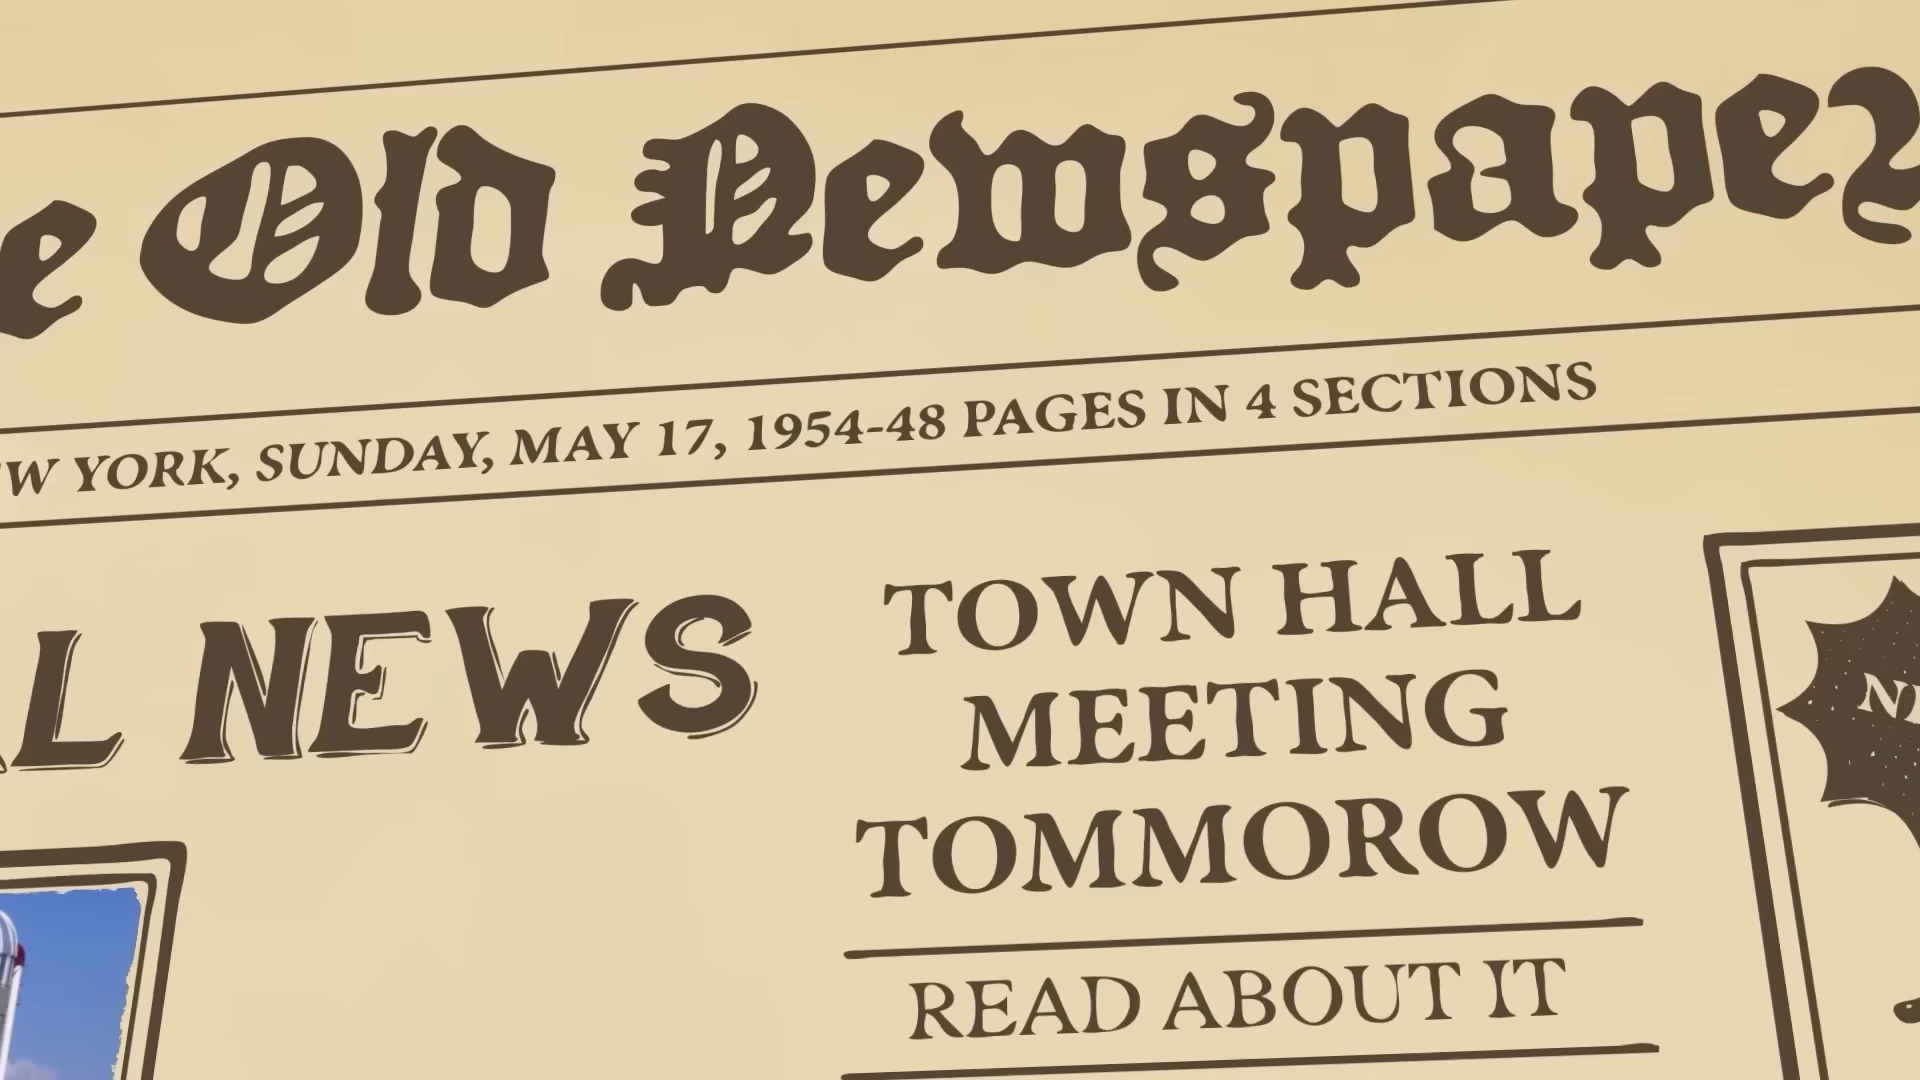 e Old Newspaper
W YORK, SUNDAY, MAY 17, 1954-48 PAGES IN 4 SECTIONS
L NEWS
TOWN HALL
MEETING
TOMMOROW
READ ABOUT IT